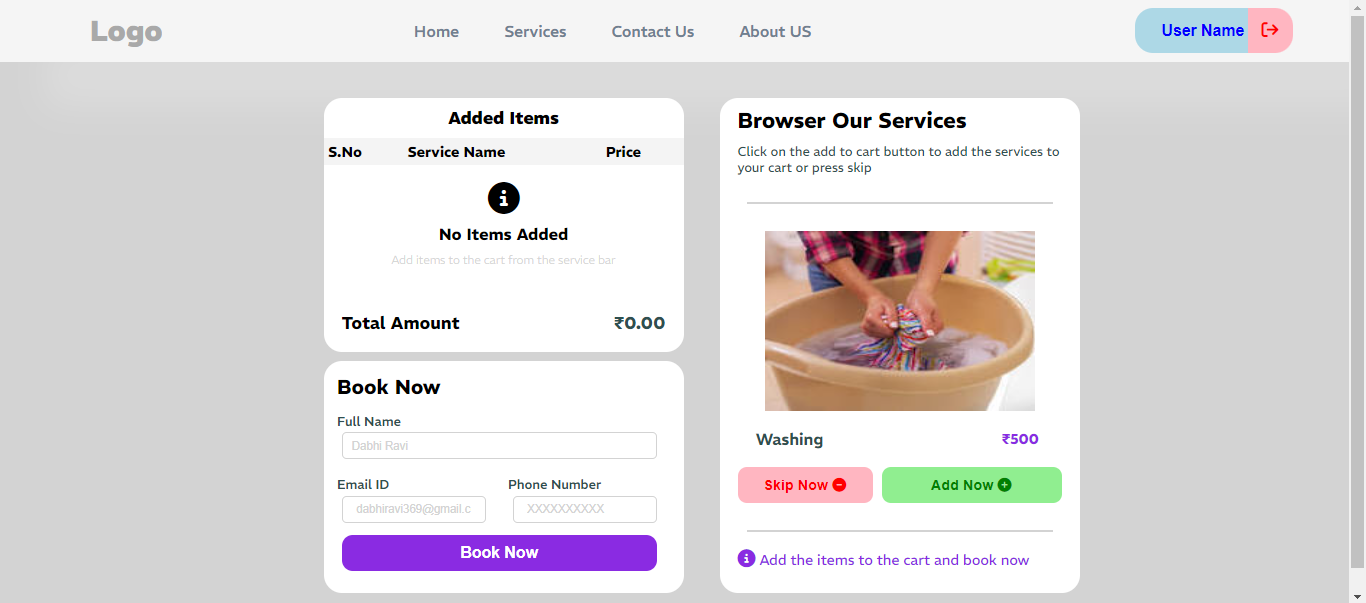 Logo
Home Services Contact Us About US
User Name
Added Items
S.No Service Name Price
No Items Added
Add items to the cart from the service bar
Total Amount ₹0.00
Book Now
Full Name
Dabhi Ravi
Email ID Phone Number
dabhiravi369@gmail.c XXXXXXXXXX
Book Now
Browser Our Services
Click on the add to cart button to add the services to
your cart or press skip
Washing ₹500
Skip Now Add Now
Add the items to the cart and book now